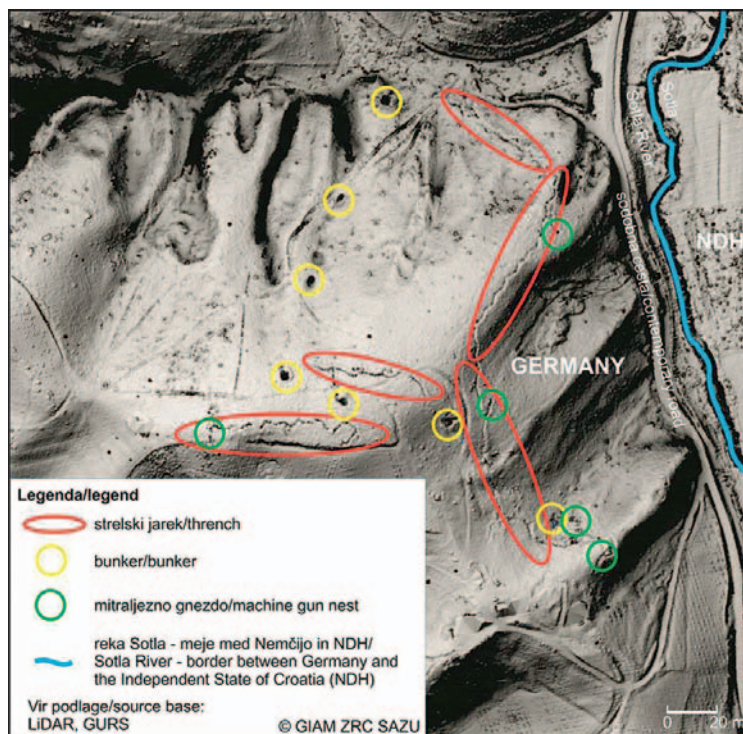 Sotla
Sotla River
NDH
sodobna cesta/contemporary road
GERMANY
Legenda/legend
strelski jarek/thrench
bunker/bunker
mitraljezno gnezdo/machine gun nest
reka Sotla - meje med Nemčijo in NDH/
Sotla River - border between Germany and
the Independent State of Croatia (NDH)
Vir podlage/source base:
LiDAR, GURS
© GIAM ZRC SAZU
0 20 m